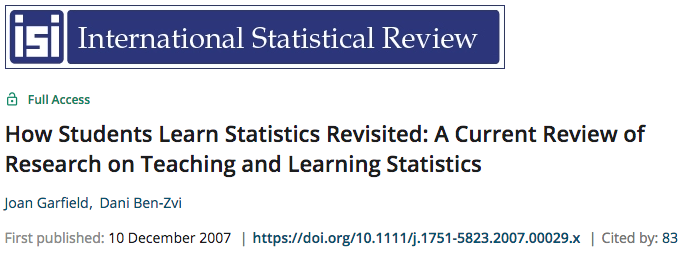 isi International Statistical Review
Full Access
How Students Learn Statistics Revisited: A Current Review of
Research on Teaching and Learning Statistics
Joan Garfield, Dani Ben-Zvi
First published: 10 December 2007 | https://doi.org/10.1111/j.1751-5823.2007.00029.x | Cited by: 83